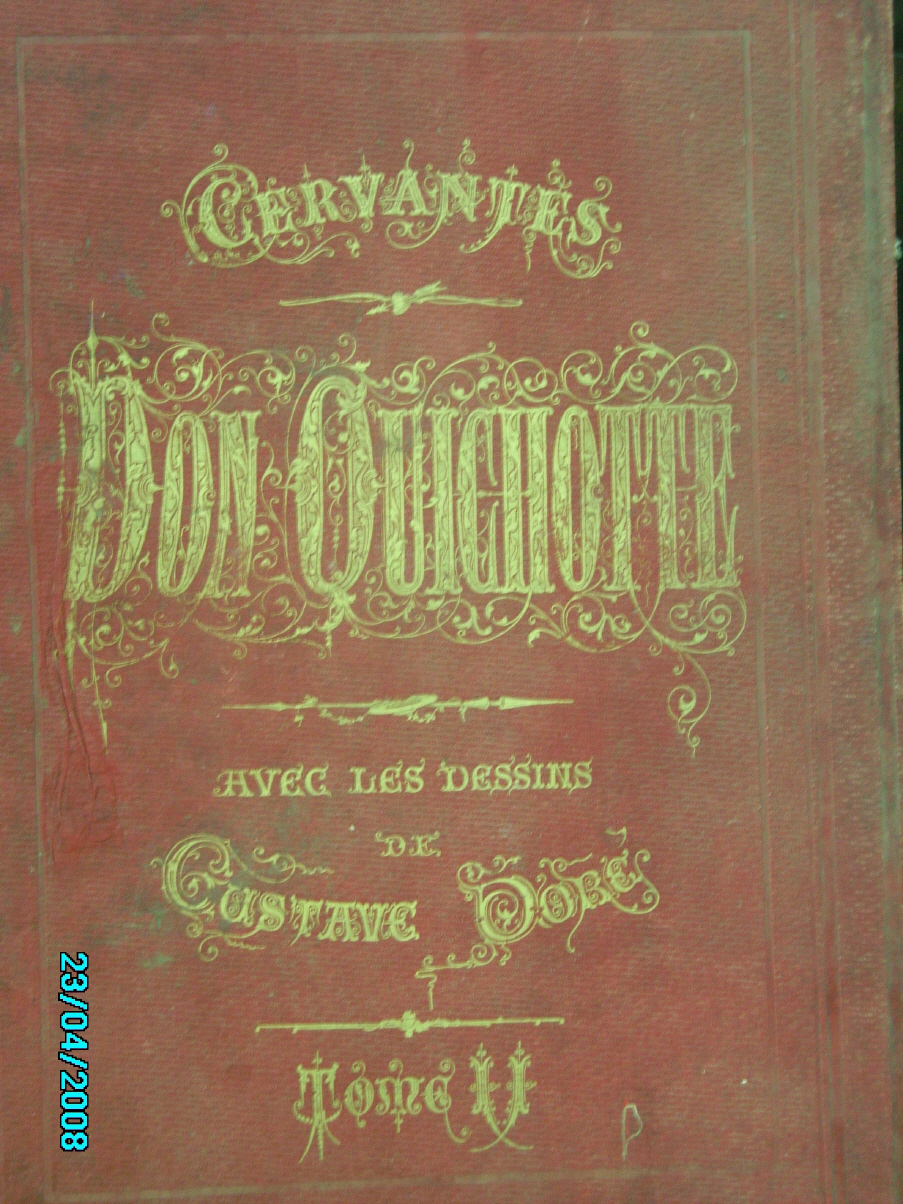 CERVANTES
DON QUICHOTTE
AVEC LES DESSINS
DE
GUSTAVE DORÉ
TOME II
23/04/2008